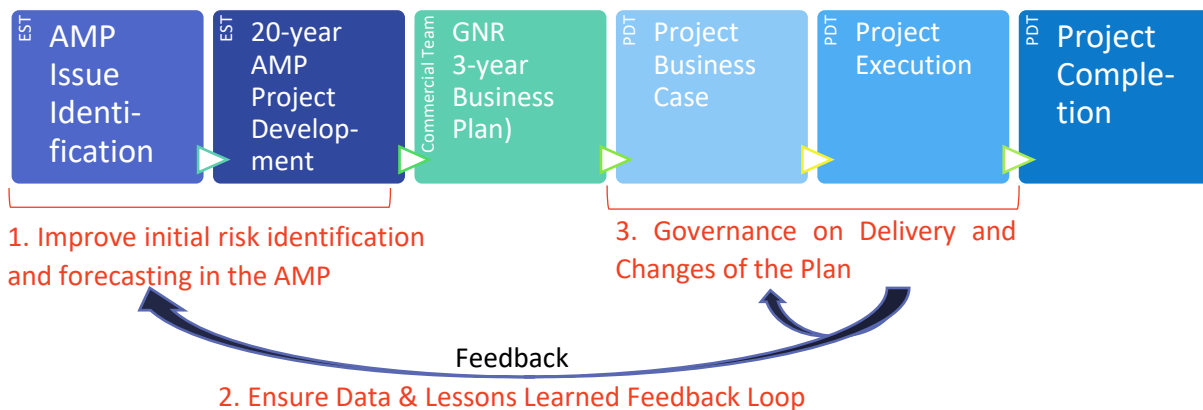 EST
AMP
Issue
Identi-
fication
EST
20-year
AMP
Project
Develop-
ment
Commercial Team
GNR
3-year
Business
Plan)
PDT
Project
Business
Case
PDT
Project
Execution
PDT
Project
Comple-
tion
1. Improve initial risk identification
and forecasting in the AMP
3. Governance on Delivery and
Changes of the Plan
Feedback
2. Ensure Data & Lessons Learned Feedback Loop